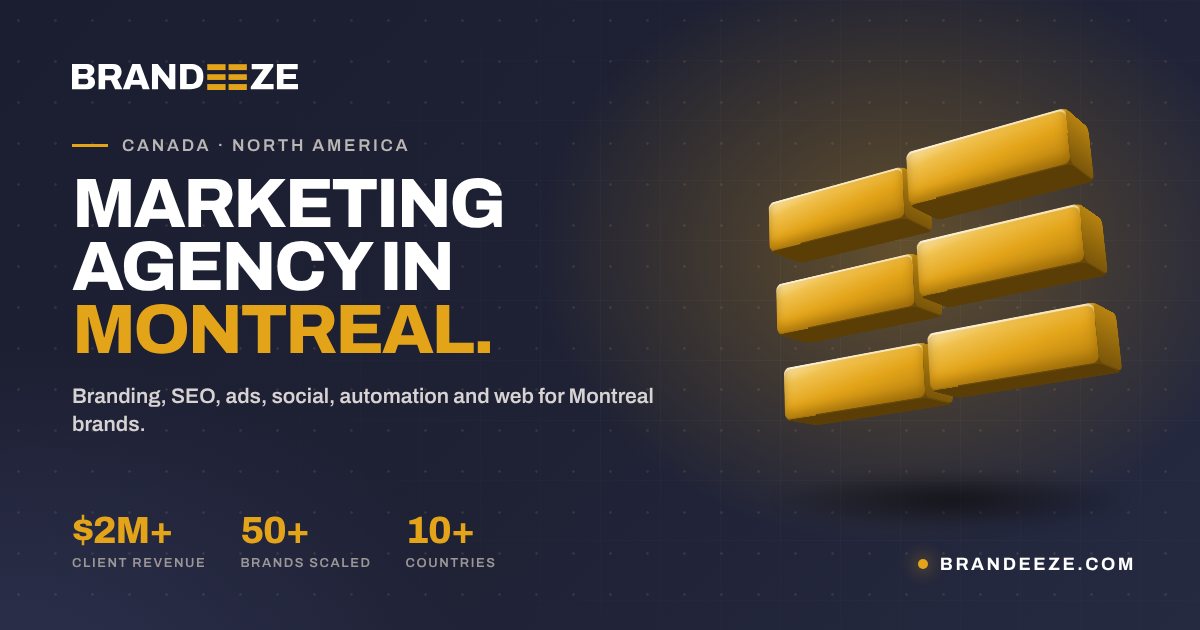 BRANDEEZE
CANADA · NORTH AMERICA
MARKETING
AGENCY IN
MONTREAL.
Branding, SEO, ads, social, automation and web for Montreal
brands.
$2M+ 50+ 10+
CLIENT REVENUE BRANDS SCALED COUNTRIES
BRANDEEZE.COM